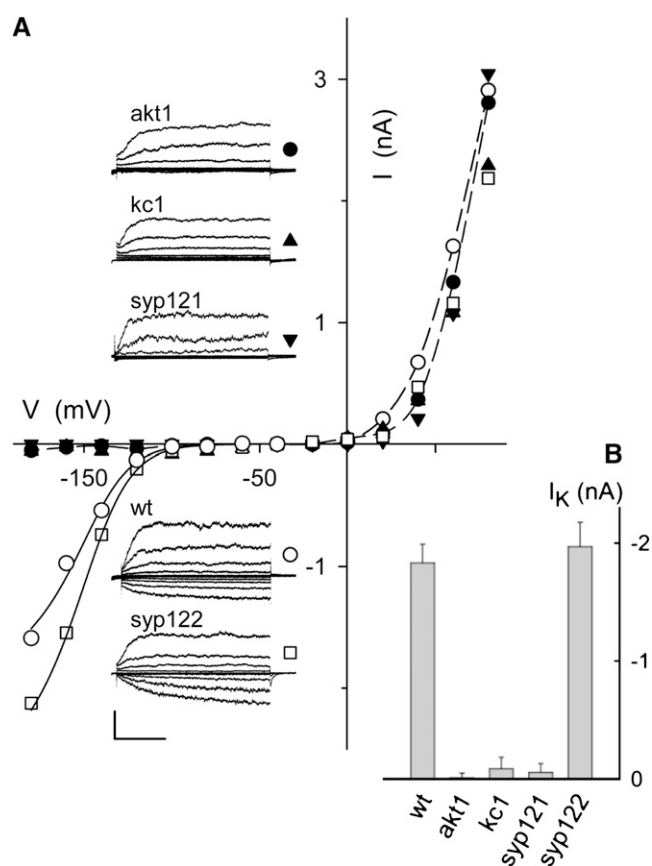 A
3
I (nA)
akt1
kc1
syp121
1
V (mV)
-150
-50
B
I_K (nA)
wt
-2
-1
syp122
-1
0
wt
akt1
kc1
syp121
syp122